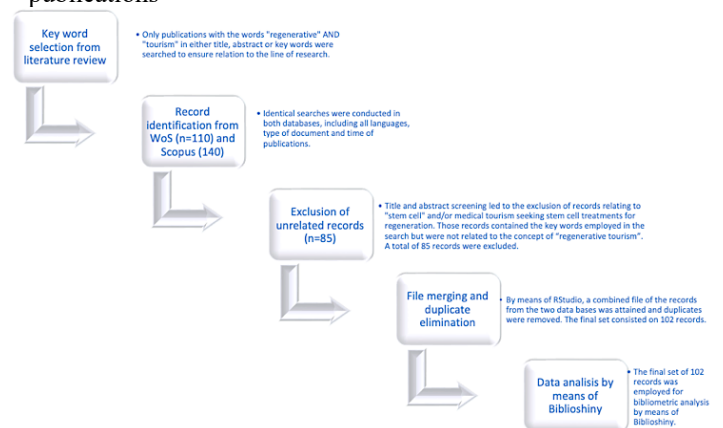 publications
Key word
selection from
literature review
• Only publications with the words "regenerative" AND
"tourism" in either title, abstract or key words were
searched to ensure relation to the line of research.
Record
identification from
WoS (n=110) and
Scopus (140)
• Identical searches were conducted in
both databases, including all languages,
type of document and time of
publications.
Exclusion of
unrelated records
(n=85)
• Title and abstract screening led to the exclusion of records relating to
"stem cell" and/or medical tourism seeking stem cell treatments for
regeneration. Those records contained the key words employed in the
search but were not related to the concept of "regenerative tourism".
A total of 85 records were excluded.
File merging and
duplicate
elimination
• By means of RStudio, a combined file of the records
from the two data bases was attained and duplicates
were removed. The final set consisted on 102 records.
Data analisis by
means of
Biblioshiny
• The final set of 102
records was
employed for
bibliometric analysis
by means of
Biblioshiny.